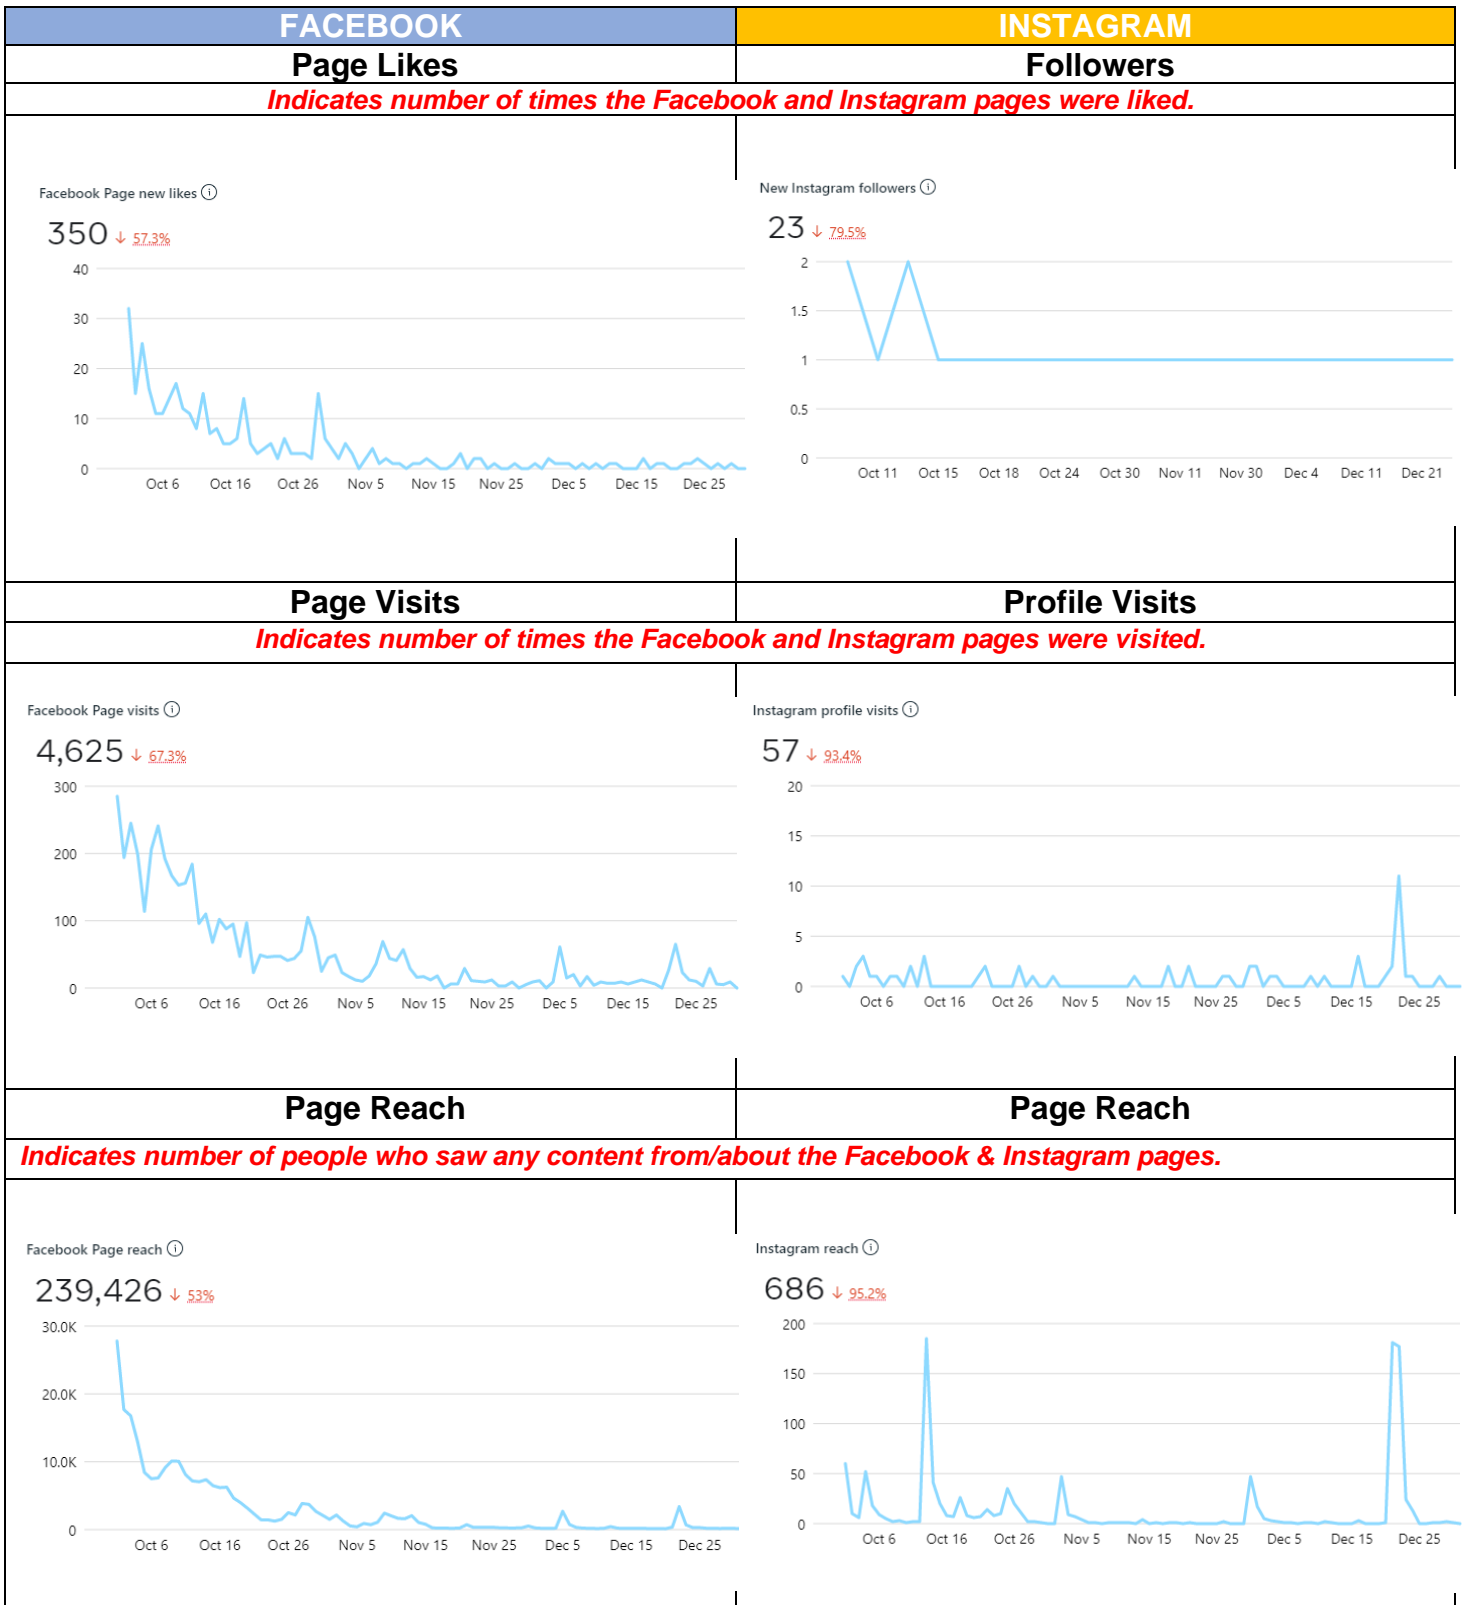 FACEBOOK INSTAGRAM
Page Likes Followers
Indicates number of times the Facebook and Instagram pages were liked.
Facebook Page new likes
350 ↓ 57.3%
40
30
20
10
0
Oct 6 Oct 16 Oct 26 Nov 5 Nov 15 Nov 25 Dec 5 Dec 15 Dec 25
New Instagram followers
23 ↓ 79.5%
2
1.5
1
0.5
0
Oct 11 Oct 15 Oct 18 Oct 24 Oct 30 Nov 11 Nov 30 Dec 4 Dec 11 Dec 21
Page Visits Profile Visits
Indicates number of times the Facebook and Instagram pages were visited.
Facebook Page visits
4,625 ↓ 67.3%
300
200
100
0
Oct 6 Oct 16 Oct 26 Nov 5 Nov 15 Nov 25 Dec 5 Dec 15 Dec 25
Instagram profile visits
57 ↓ 93.4%
20
15
10
5
0
Oct 6 Oct 16 Oct 26 Nov 5 Nov 15 Nov 25 Dec 5 Dec 15 Dec 25
Page Reach Page Reach
Indicates number of people who saw any content from/about the Facebook & Instagram pages.
Facebook Page reach
239,426 ↓ 53%
30.0K
20.0K
10.0K
0
Oct 6 Oct 16 Oct 26 Nov 5 Nov 15 Nov 25 Dec 5 Dec 15 Dec 25
Instagram reach
686 ↓ 95.2%
200
150
100
50
0
Oct 6 Oct 16 Oct 26 Nov 5 Nov 15 Nov 25 Dec 5 Dec 15 Dec 25